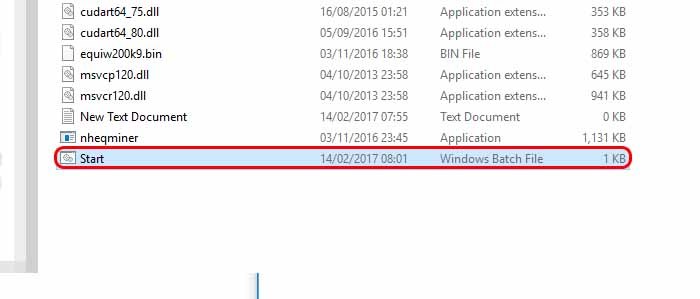 cudart64_75.dll 16/08/2015 01:21 Application extens... 353 KB
cudart64_80.dll 05/09/2016 15:51 Application extens... 358 KB
equiw200k9.bin 03/11/2016 18:38 BIN File 869 KB
msvcp120.dll 04/10/2013 23:58 Application extens... 645 KB
msvcr120.dll 04/10/2013 23:58 Application extens... 941 KB
New Text Document 14/02/2017 07:55 Text Document 0 KB
nheqminer 03/11/2016 23:45 Application 1,131 KB
Start 14/02/2017 08:01 Windows Batch File 1 KB